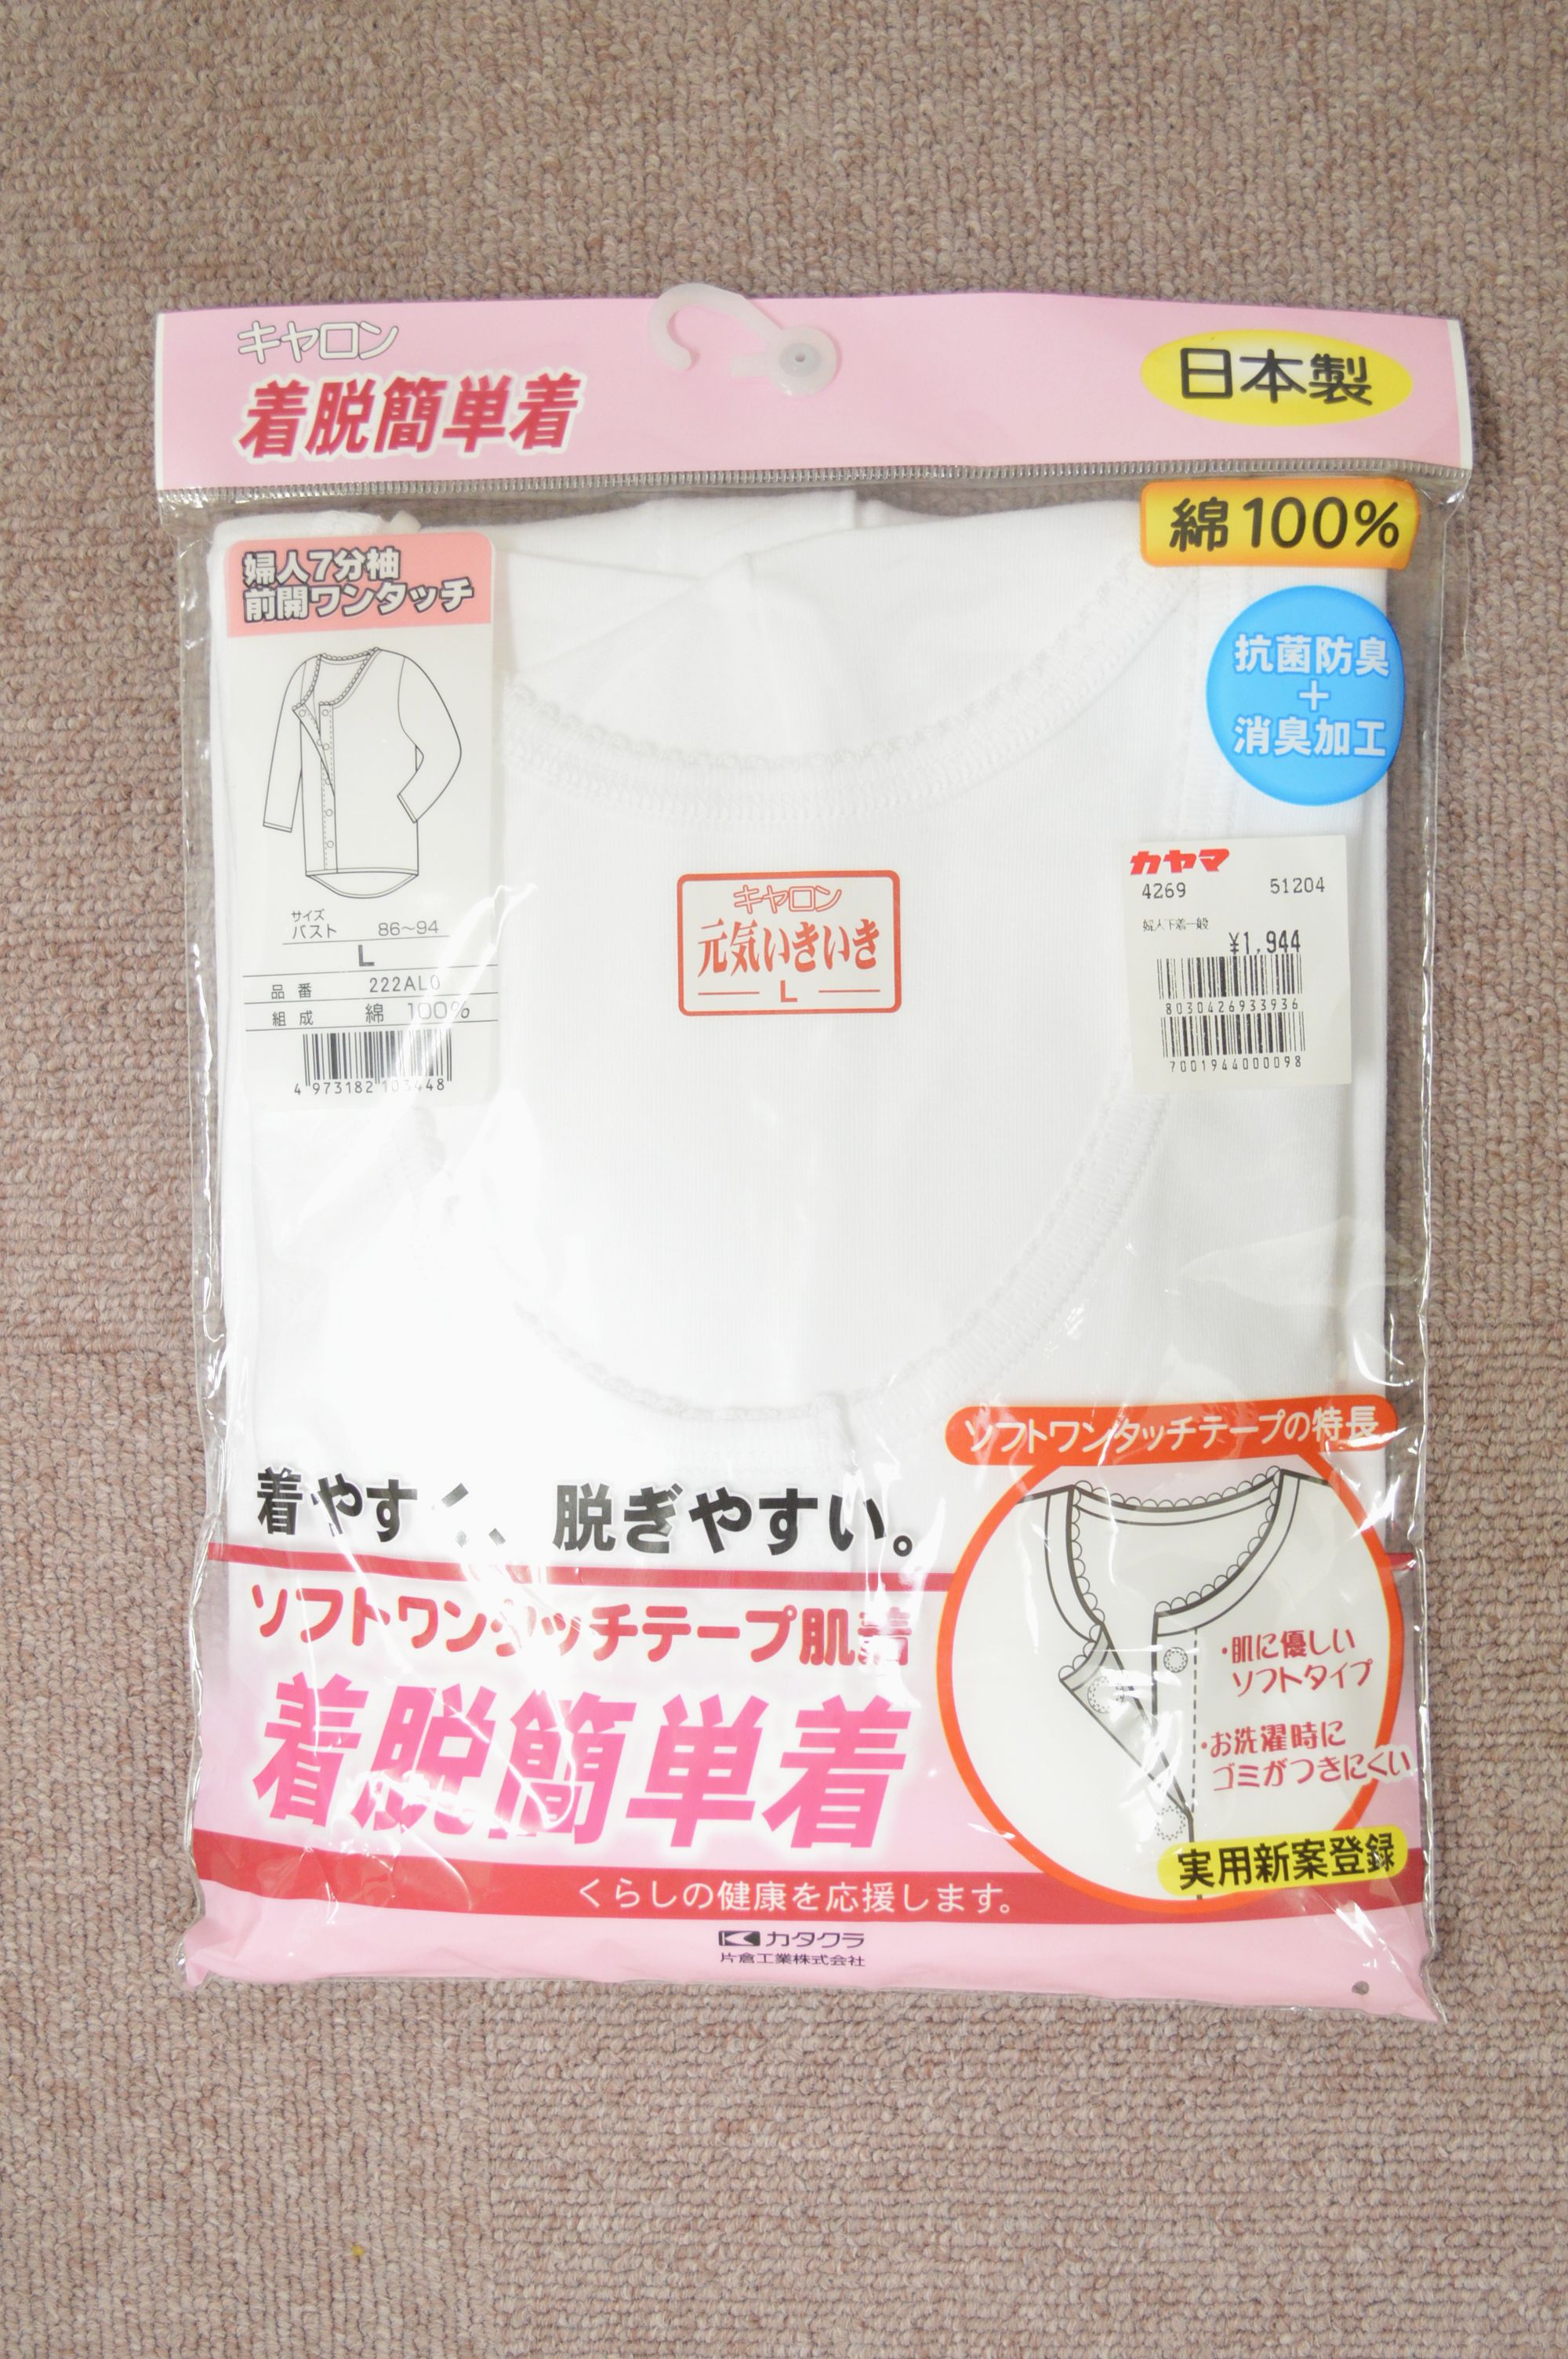 キャロン
着脱簡単着
日本製
綿100%
婦人7分袖
前開ワンタッチ
抗菌防臭
+
消臭加工
サイズ
バスト 86~94
L
品番 222AL0
組成 綿 100%
4 973182 103448
キャロン
元気いきいき
L
カヤマ
4269 51204
婦人下着一般
¥1,944
8030426933936
7001944000098
着やすく、脱ぎやすい。
ソフトワンタッチテープ肌着
着脱簡単着
ソフトワンタッチテープの特長
・肌に優しい
ソフトタイプ
・お洗濯時に
ゴミがつきにくい
実用新案登録
くらしの健康を応援します。
カタクラ
片倉工業株式会社